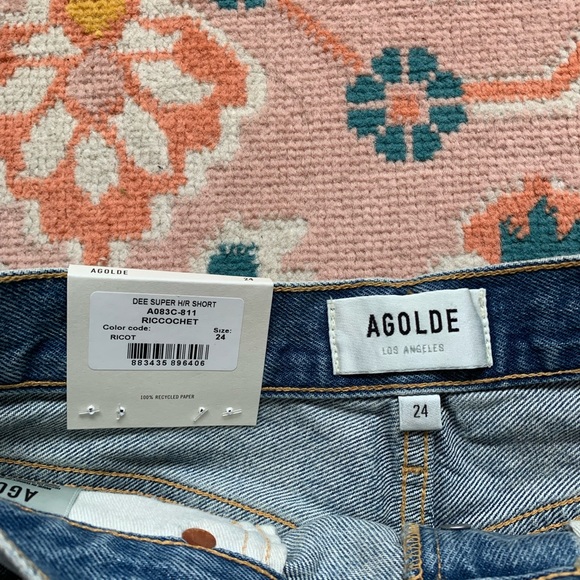 AGOLDE 24
DEE SUPER H/R SHORT
A083C-811
RICCOCHET
Color code: Size:
RICOT 24
883435 896406
100% RECYCLED PAPER
AGOLDE
LOS ANGELES
24
AGO